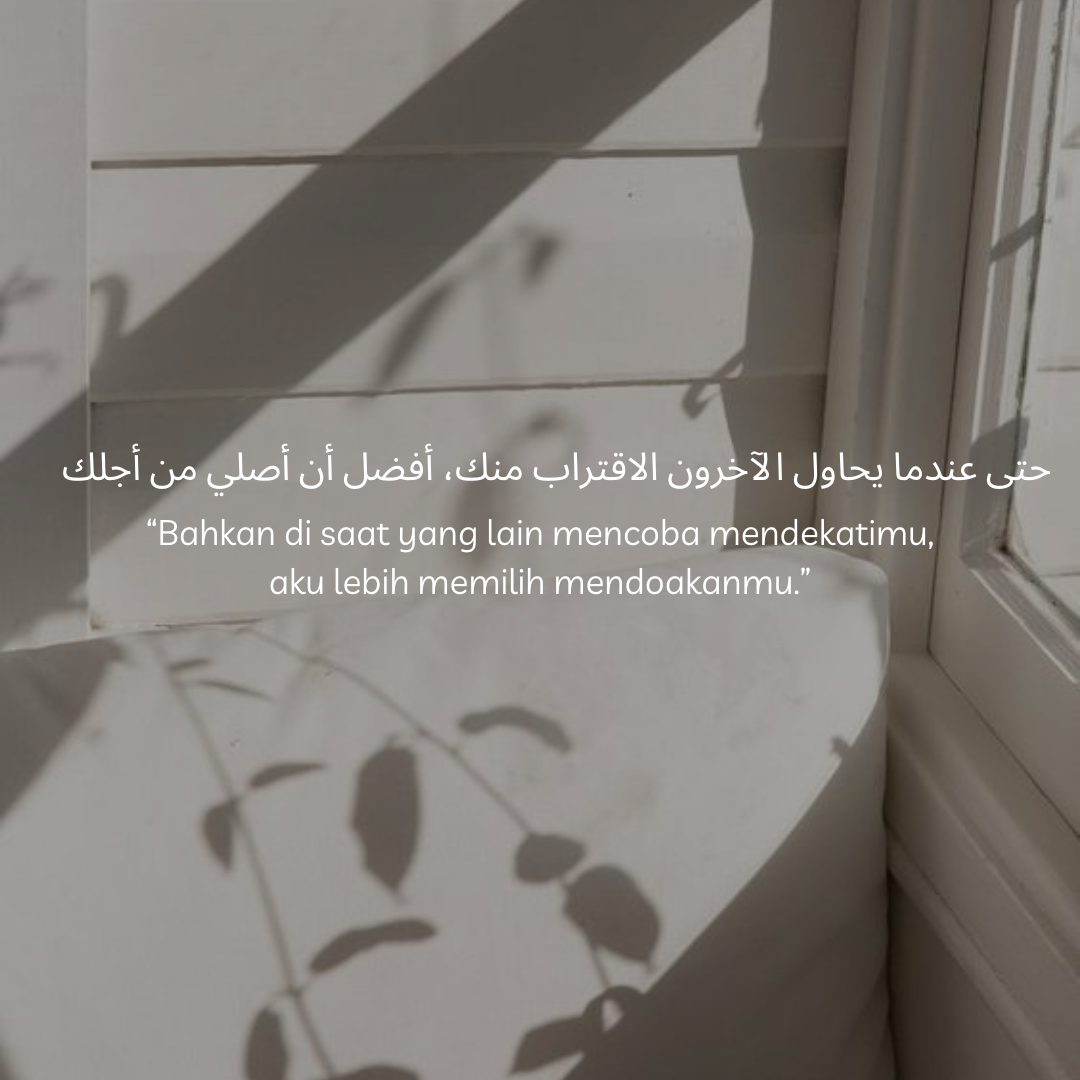 حتى عندما يحاول الآخرون الاقتراب منك، أفضل أن أصلي من أجلك
“Bahkan di saat yang lain mencoba mendekatimu,
aku lebih memilih mendoakanmu.”